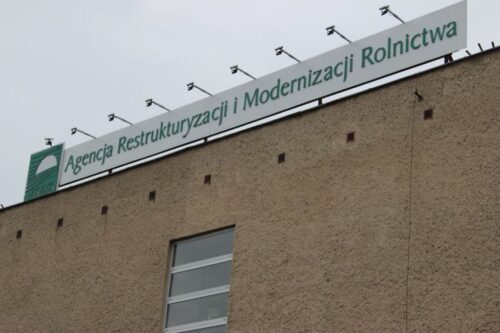 Agencja Restrukturyzacji i Modernizacji Rolnictwa